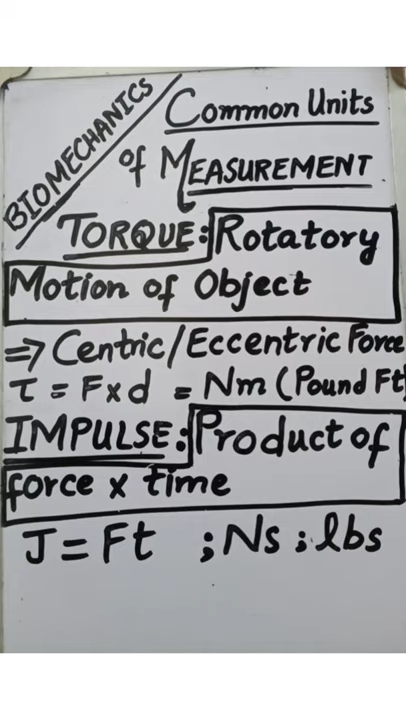 BIOMECHANICS
Common Units
of MEASUREMENT
TORQUE: Rotatory
Motion of Object
⇒ Centric/Eccentric Force
τ = F x d = Nm (Pound Ft)
IMPULSE: Product of
force x time
J = Ft ; Ns ; lbs